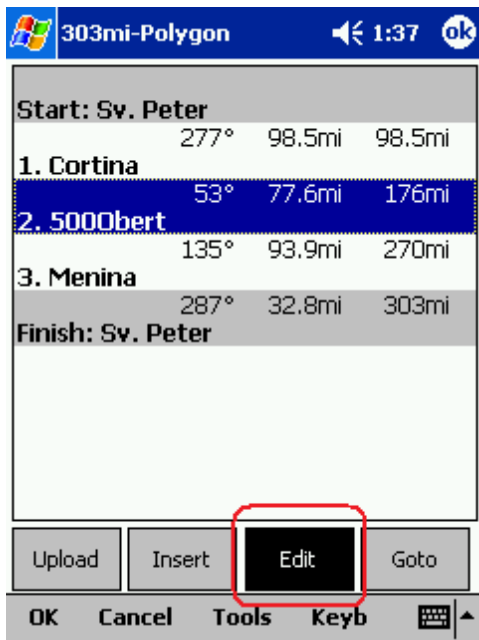 303mi-Polygon 1:37 ok
Start: Sv. Peter
277° 98.5mi 98.5mi
1. Cortina
53° 77.6mi 176mi
2. 5000bert
135° 93.9mi 270mi
3. Menina
287° 32.8mi 303mi
Finish: Sv. Peter
Upload Insert Edit Goto
OK Cancel Tools Keyb